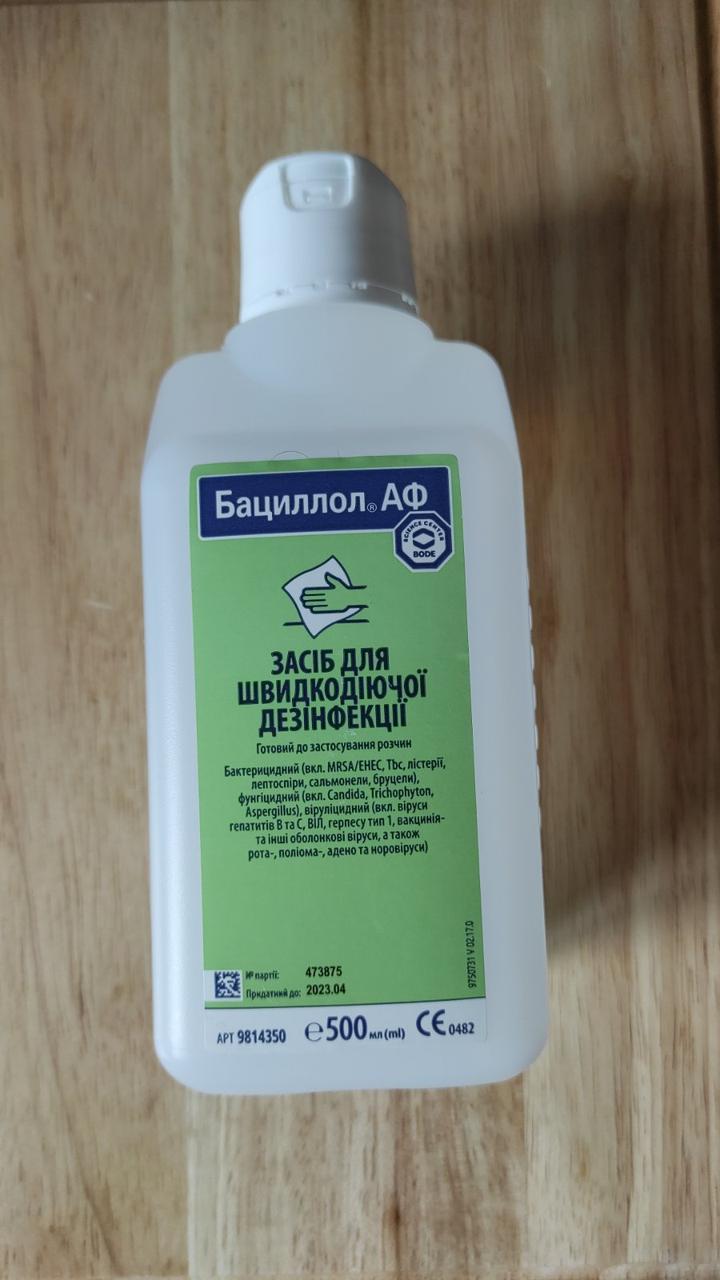 Бациллол® АФ
SCIENCE CENTER
BODE
ЗАСІБ ДЛЯ
ШВИДКОДІЮЧОЇ
ДЕЗІНФЕКЦІЇ
Готовий до застосування розчин
Бактерицидний (вкл. MRSA/EHEC, Tbc, лістерії,
лептоспіри, сальмонели, бруцели),
фунгіцидний (вкл. Candida, Trichophyton,
Aspergillus), віруліцидний (вкл. віруси
гепатитів В та С, ВІЛ, герпесу тип 1, вакцинія-
та інші оболонкові віруси, а також
рота-, поліома-, адено та норовіруси)
№ партії: 473875
Придатний до: 2023.04
9750731 V 02.17.0
АРТ 9814350 ℮500 мл (ml) CE 0482